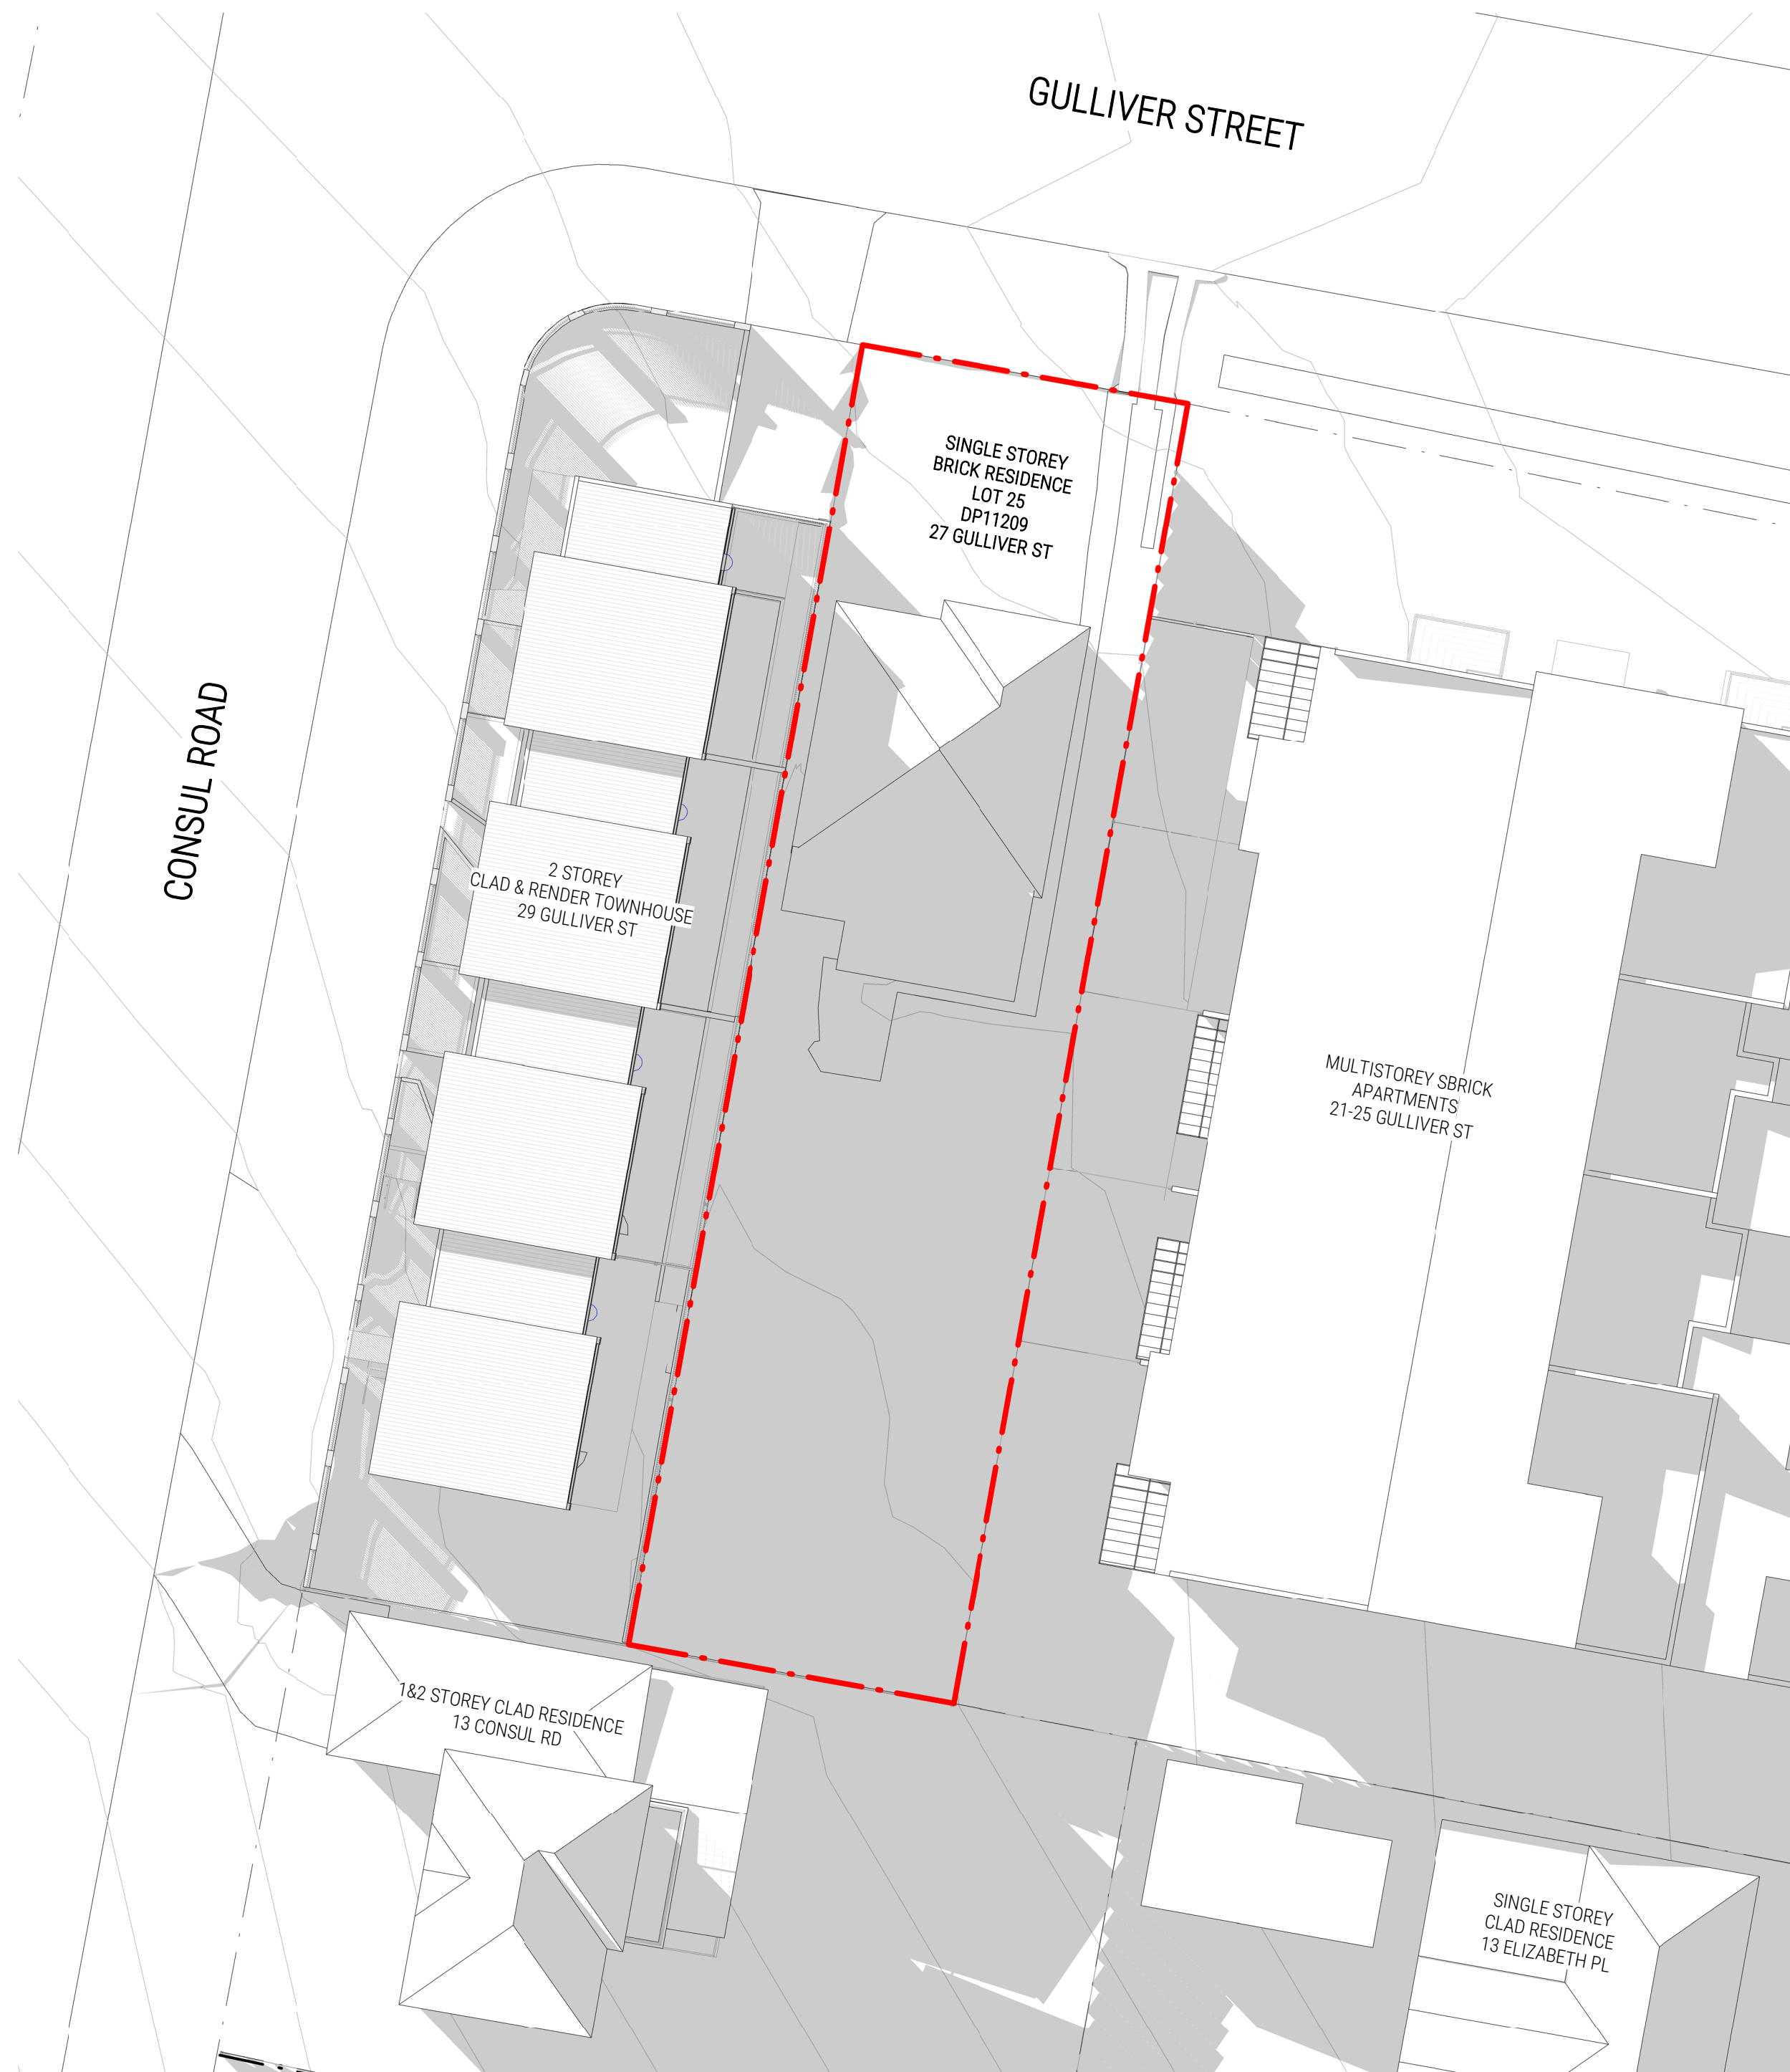 GULLIVER STREET
SINGLE STOREY
BRICK RESIDENCE
LOT 25
DP11209
27 GULLIVER ST
CONSUL ROAD
2 STOREY
CLAD & RENDER TOWNHOUSE
29 GULLIVER ST
MULTISTOREY SBRICK
APARTMENTS
21-25 GULLIVER ST
1&2 STOREY CLAD RESIDENCE
13 CONSUL RD
SINGLE STOREY
CLAD RESIDENCE
13 ELIZABETH PL